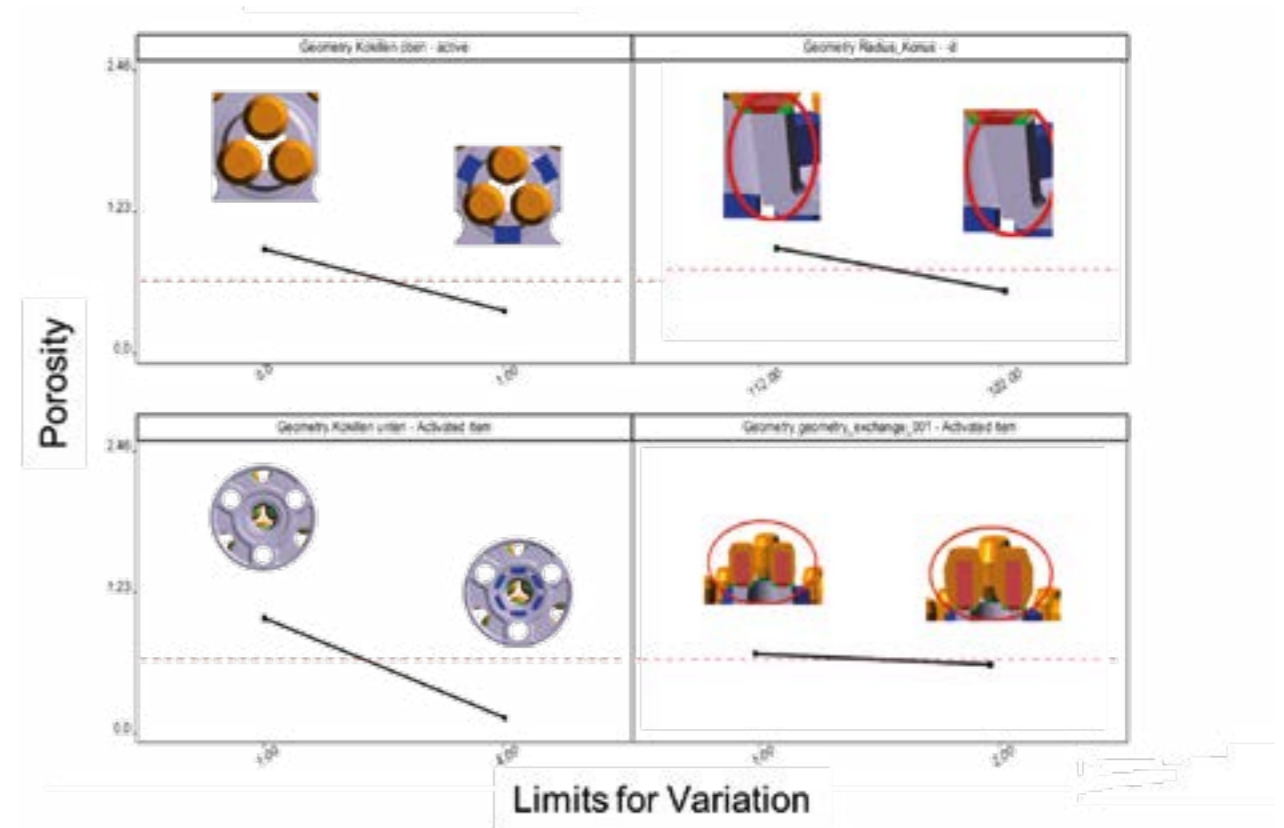 Geometry Kokillen oben - active
Geometry Radius_Konus - d
2.46
1.23
0.0
0.0
1.00
112.00
Porosity
Geometry Kokillen unten - Activated item
Geometry geometry_exchange_001 - Activated item
2.46
1.23
0.0
1.00
1.00
2.00
Limits for Variation